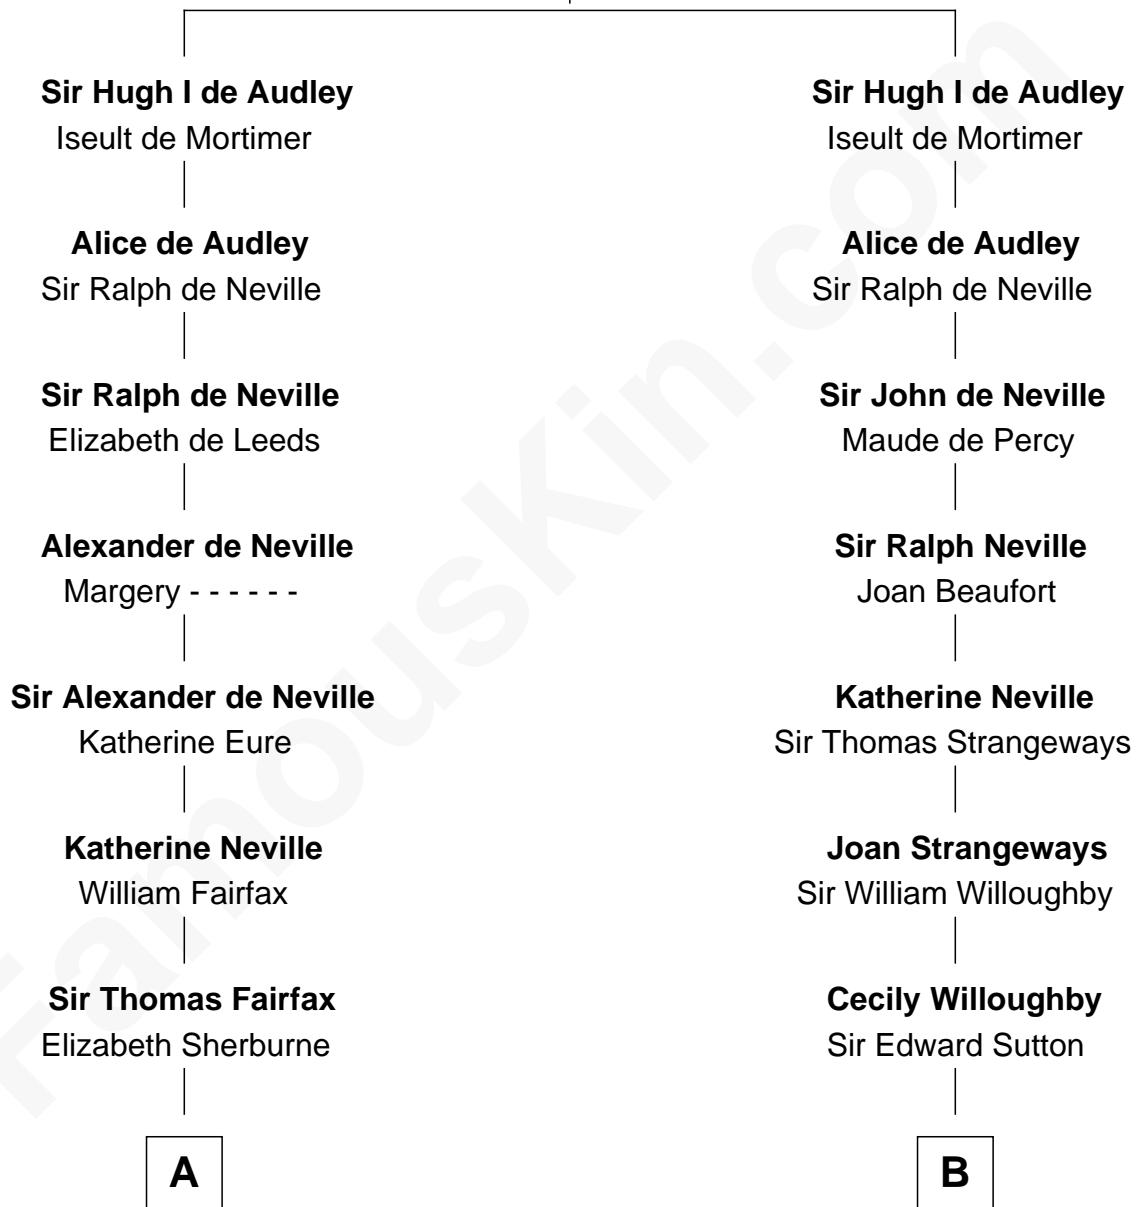 Sir Hugh I de Audley
Iseult de Mortimer
Alice de Audley
Sir Ralph de Neville
Sir Ralph de Neville
Elizabeth de Leeds
Alexander de Neville
Margery - - - - - -
Sir Alexander de Neville
Katherine Eure
Katherine Neville
William Fairfax
Sir Thomas Fairfax
Elizabeth Sherburne
A
Sir Hugh I de Audley
Iseult de Mortimer
Alice de Audley
Sir Ralph de Neville
Sir John de Neville
Maude de Percy
Sir Ralph Neville
Joan Beaufort
Katherine Neville
Sir Thomas Strangeways
Joan Strangeways
Sir William Willoughby
Cecily Willoughby
Sir Edward Sutton
B
FamousKin.com